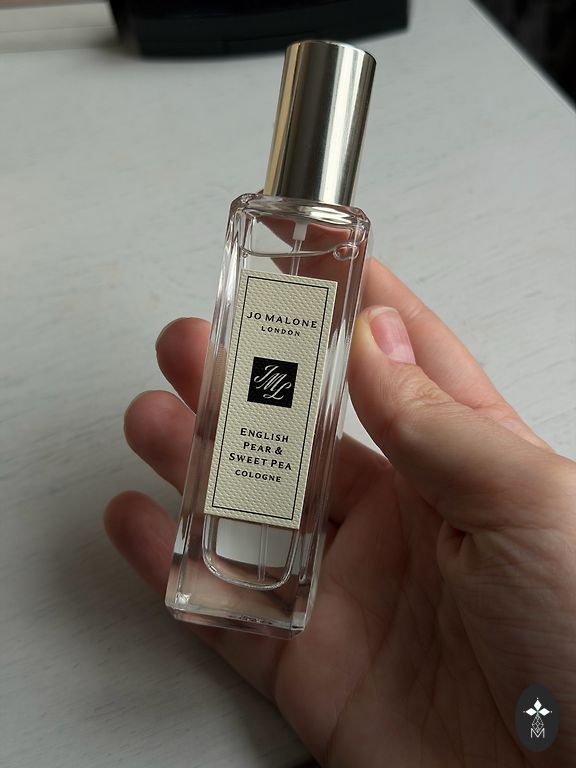 JO MALONE
LONDON
JML
ENGLISH
PEAR &
SWEET PEA
COLOGNE
M